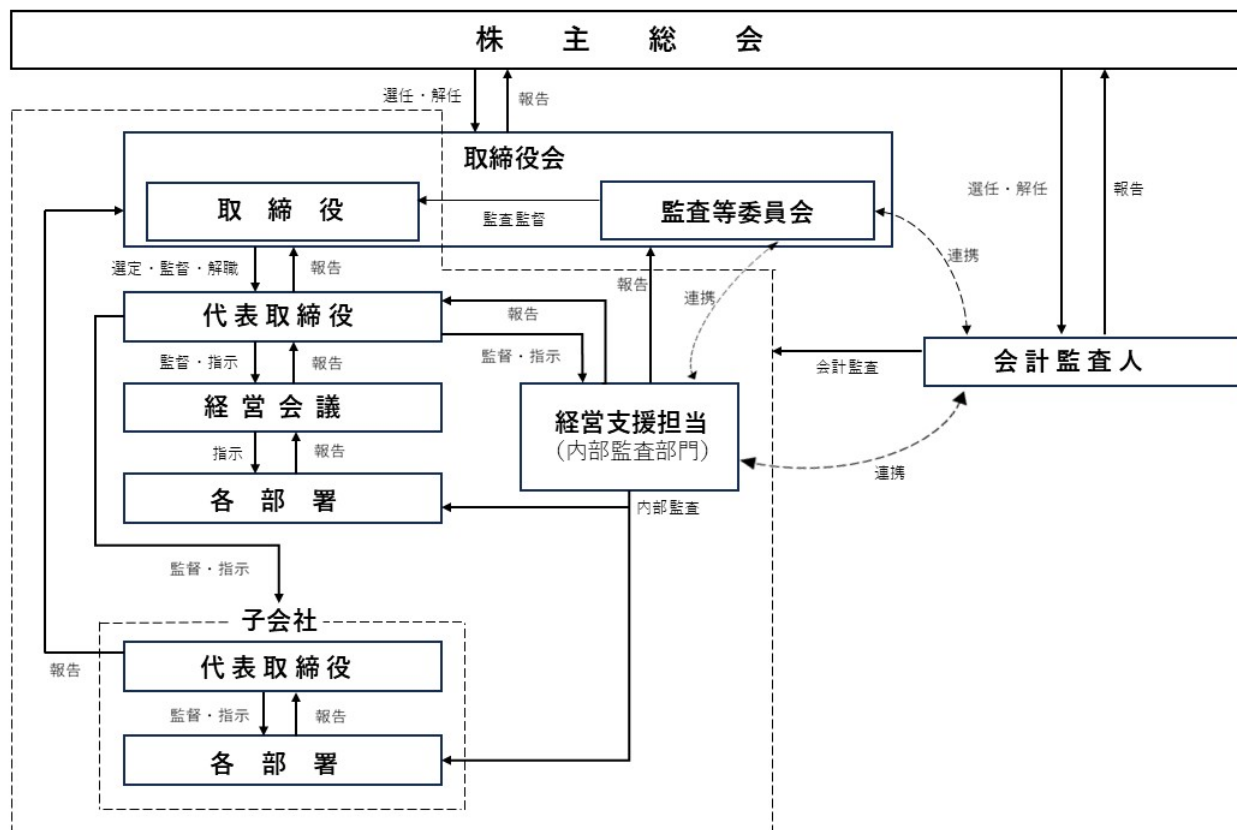 株主総会
選任・解任
報告
取締役会
選任・解任
報告
取締役
監査等委員会
監査監督
連携
選定・監督・解職
報告
報告
連携
代表取締役
報告
監督・指示
報告
監督・指示
会計監査
会計監査人
経営会議
経営支援担当
（内部監査部門）
指示
報告
連携
各部署
内部監査
監督・指示
子会社
代表取締役
報告
監督・指示
報告
各部署